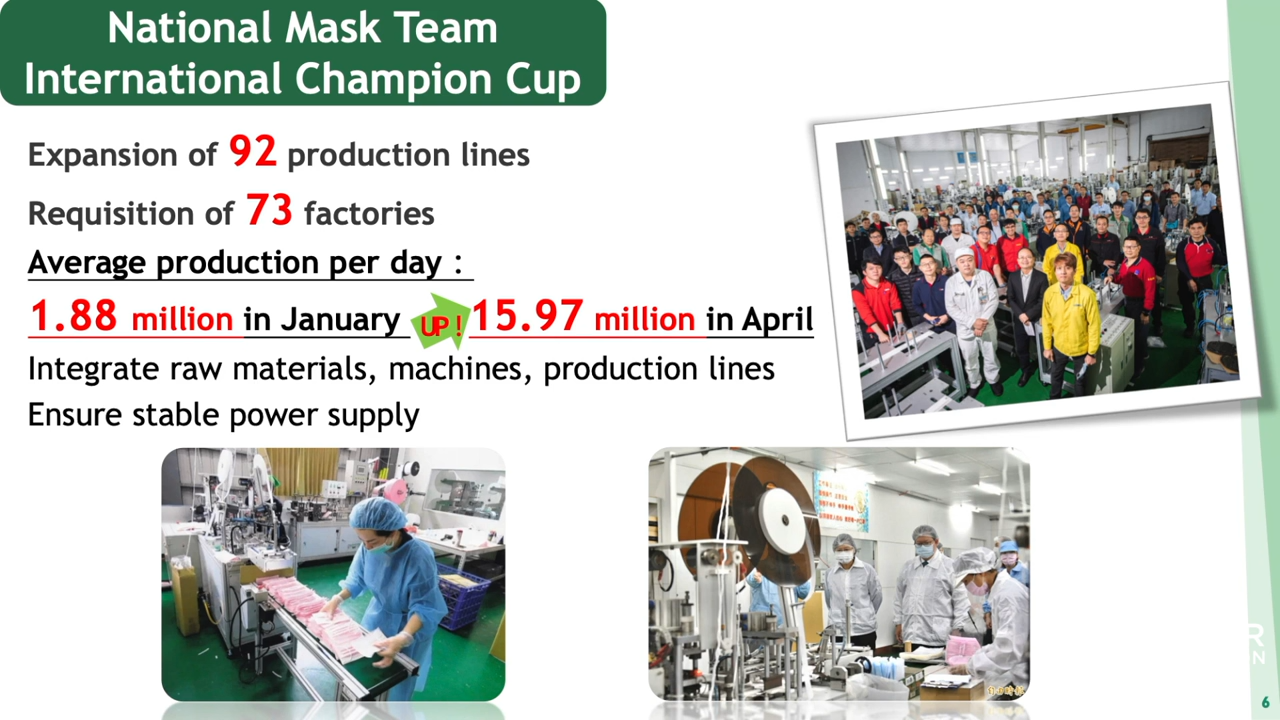 National Mask Team
International Champion Cup
Expansion of 92 production lines
Requisition of 73 factories
Average production per day :
1.88 million in January UP ! 15.97 million in April
Integrate raw materials, machines, production lines
Ensure stable power supply
R
N
6